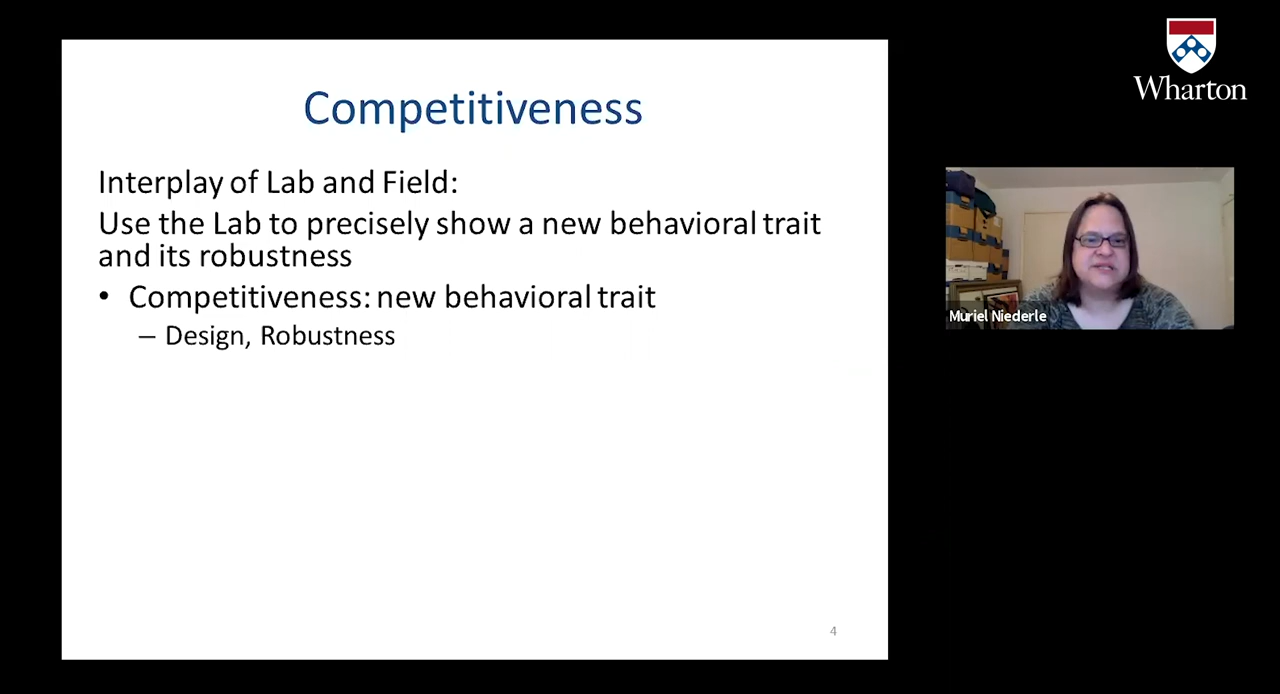 Wharton
Competitiveness
Interplay of Lab and Field:
Use the Lab to precisely show a new behavioral trait
and its robustness
• Competitiveness: new behavioral trait
– Design, Robustness
Muriel Niederle
4